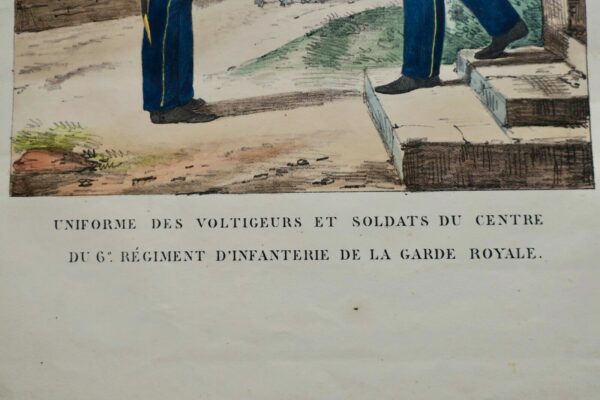 UNIFORME DES VOLTIGEURS ET SOLDATS DU CENTRE
DU 6E. RÉGIMENT D'INFANTERIE DE LA GARDE ROYALE.